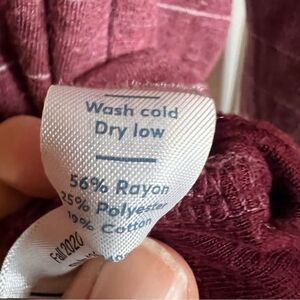 Wash cold
Dry low
56% Rayon
25% Polyester
19% Cotton
Fall 2020